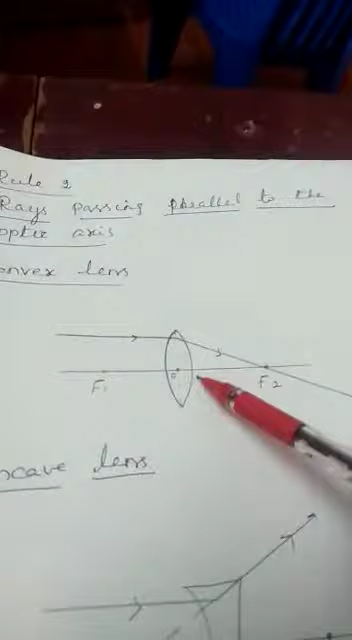 Rule 2
Rays passing parallel to the
optic axis
onvex lens
F1
o
F2
ncave lens